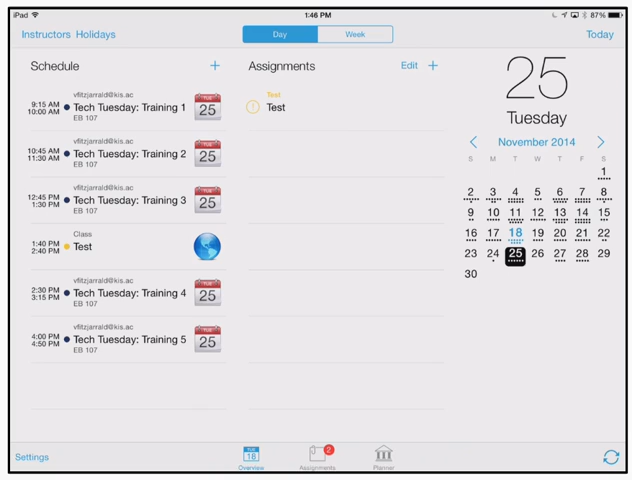 iPad 1:46 PM 87%
Instructors Holidays Day Week Today
Schedule + Assignments Edit +
25
Tuesday
November 2014
S M T W T F S
1
2 3 4 5 6 7 8
9 10 11 12 13 14 15
16 17 18 19 20 21 22
23 24 25 26 27 28 29
30
vfitzjarrald@kis.ac
9:15 AM Tech Tuesday: Training 1
10:00 AM EB 107
TUE
25
vfitzjarrald@kis.ac
10:45 AM Tech Tuesday: Training 2
11:30 AM EB 107
TUE
25
vfitzjarrald@kis.ac
12:45 PM Tech Tuesday: Training 3
1:30 PM EB 107
TUE
25
Class
1:40 PM Test
2:40 PM
vfitzjarrald@kis.ac
2:30 PM Tech Tuesday: Training 4
3:15 PM EB 107
TUE
25
vfitzjarrald@kis.ac
4:00 PM Tech Tuesday: Training 5
4:50 PM EB 107
TUE
25
Test
Test
Settings
18
Overview
2
Assignments
Planner